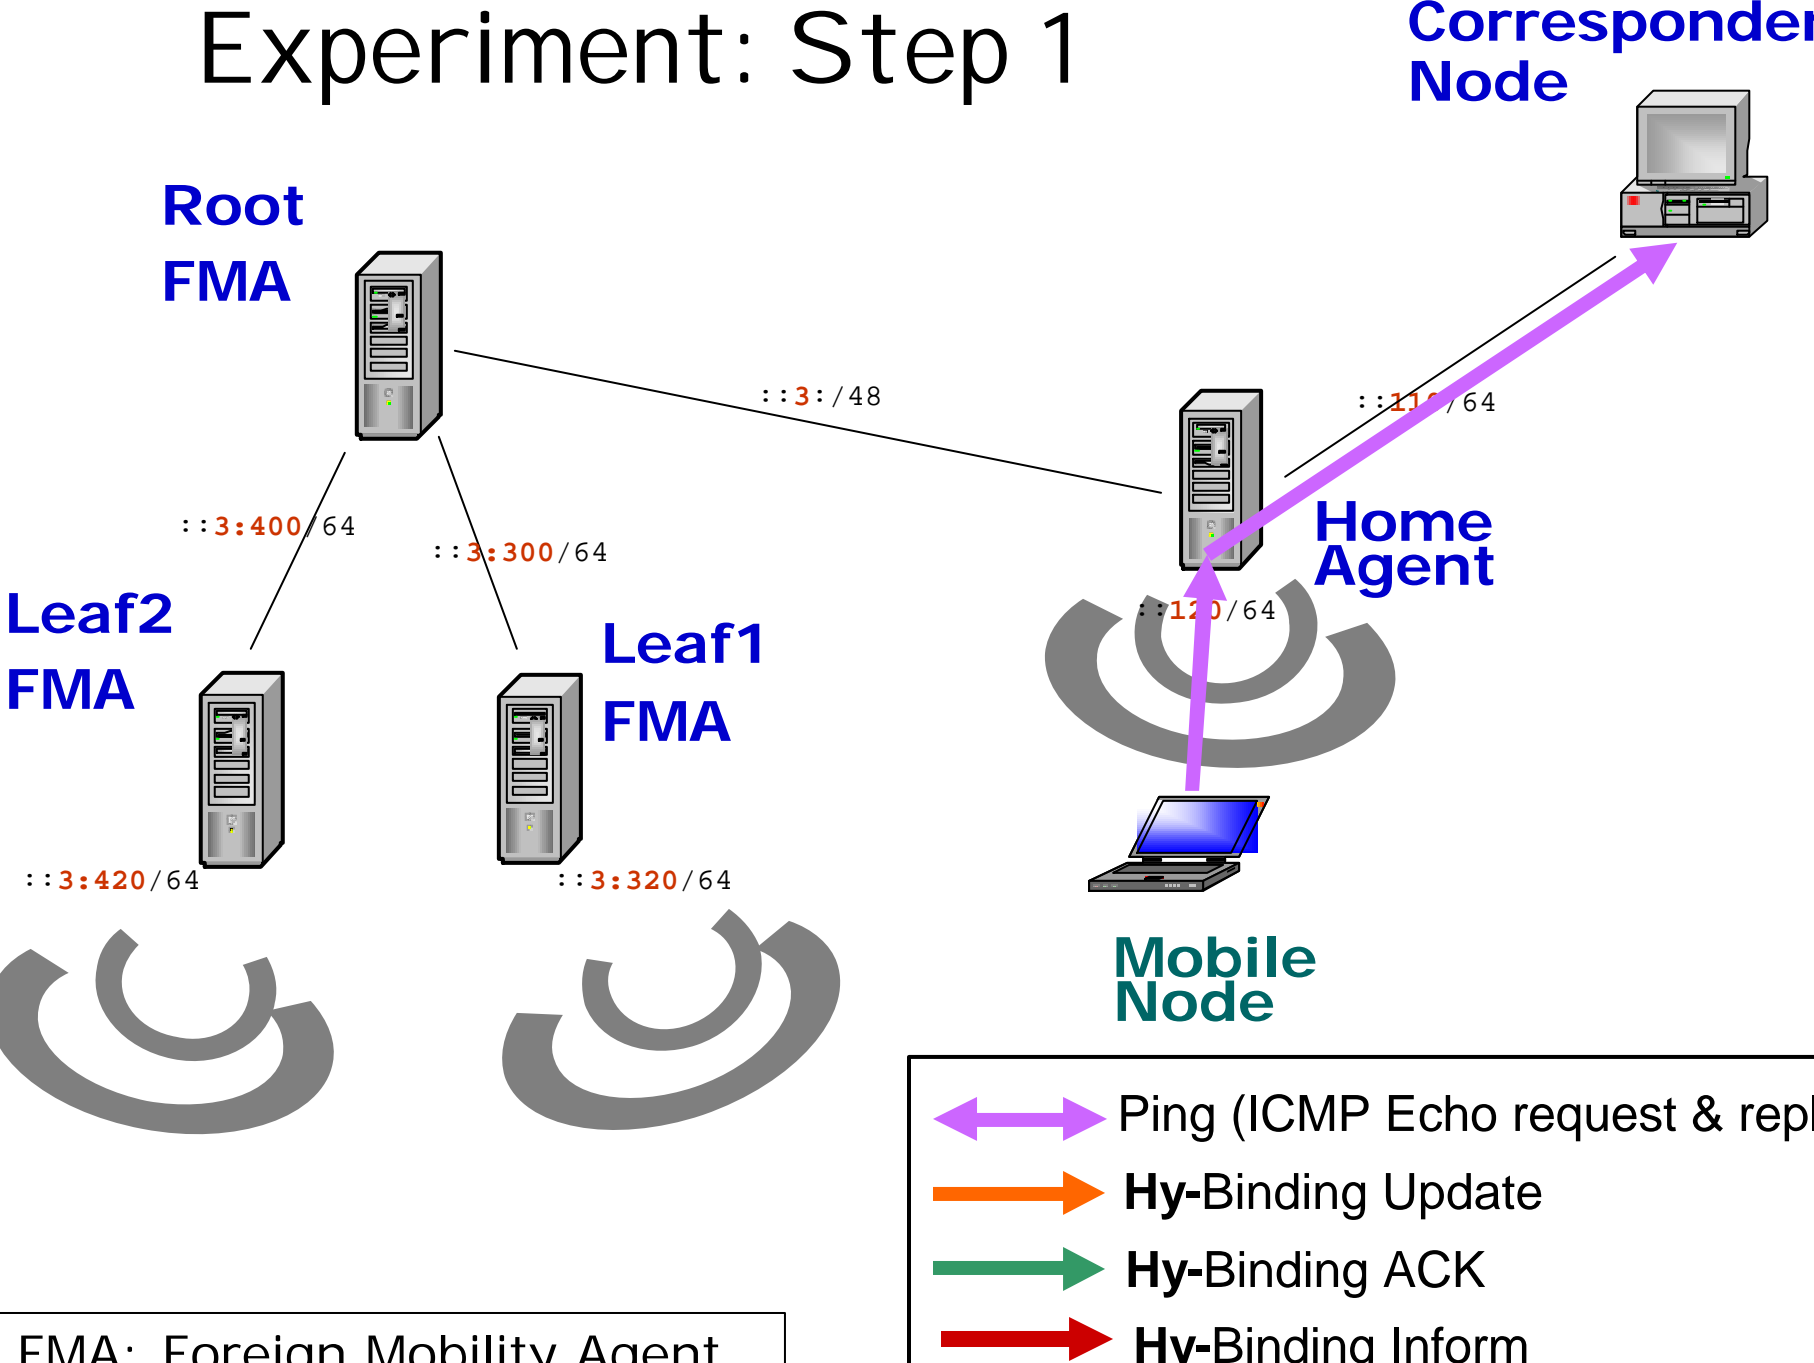 Experiment: Step 1
Corresponden
Node
Root
FMA
::3:/48
::110/64
::3:400/64
::3:300/64
Home
Agent
::120/64
Leaf2
FMA
Leaf1
FMA
::3:420/64
::3:320/64
Mobile
Node
Ping (ICMP Echo request & repl
Hy-Binding Update
Hy-Binding ACK
Hy-Binding Inform
FMA: Foreign Mobility Agent